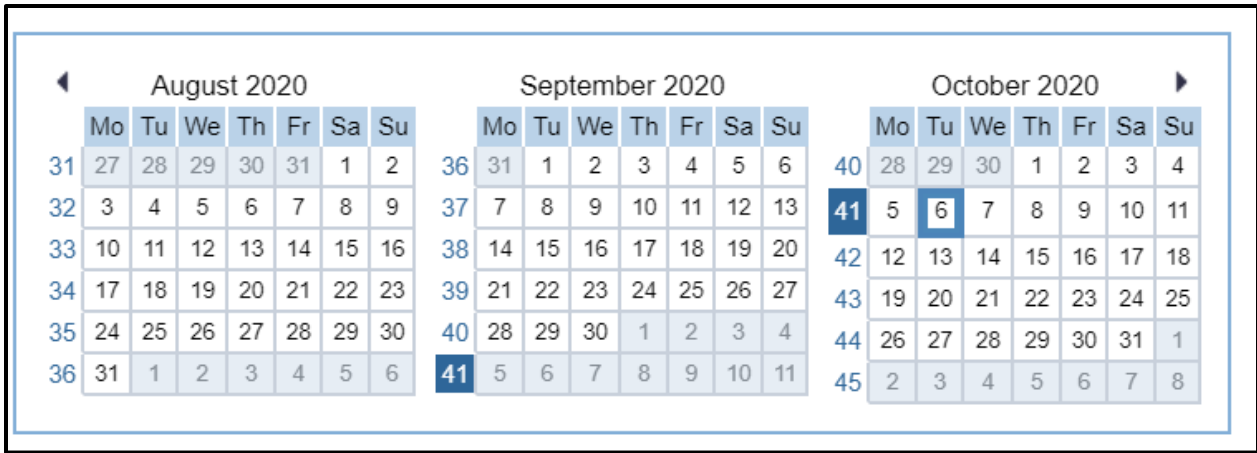 August 2020
Mo Tu We Th Fr Sa Su
31 27 28 29 30 31 1 2
32 3 4 5 6 7 8 9
33 10 11 12 13 14 15 16
34 17 18 19 20 21 22 23
35 24 25 26 27 28 29 30
36 31 1 2 3 4 5 6
September 2020
Mo Tu We Th Fr Sa Su
36 31 1 2 3 4 5 6
37 7 8 9 10 11 12 13
38 14 15 16 17 18 19 20
39 21 22 23 24 25 26 27
40 28 29 30 1 2 3 4
41 5 6 7 8 9 10 11
October 2020
Mo Tu We Th Fr Sa Su
40 28 29 30 1 2 3 4
41 5 6 7 8 9 10 11
42 12 13 14 15 16 17 18
43 19 20 21 22 23 24 25
44 26 27 28 29 30 31 1
45 2 3 4 5 6 7 8